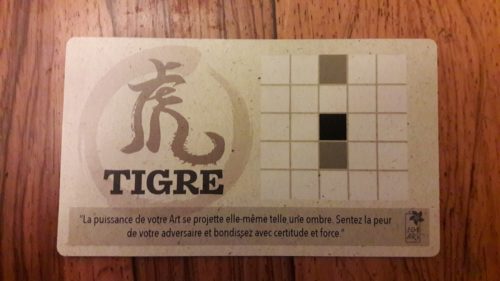 虎
TIGRE
"La puissance de votre Art se projette elle-même telle une ombre. Sentez la peur
de votre adversaire et bondissez avec certitude et force."